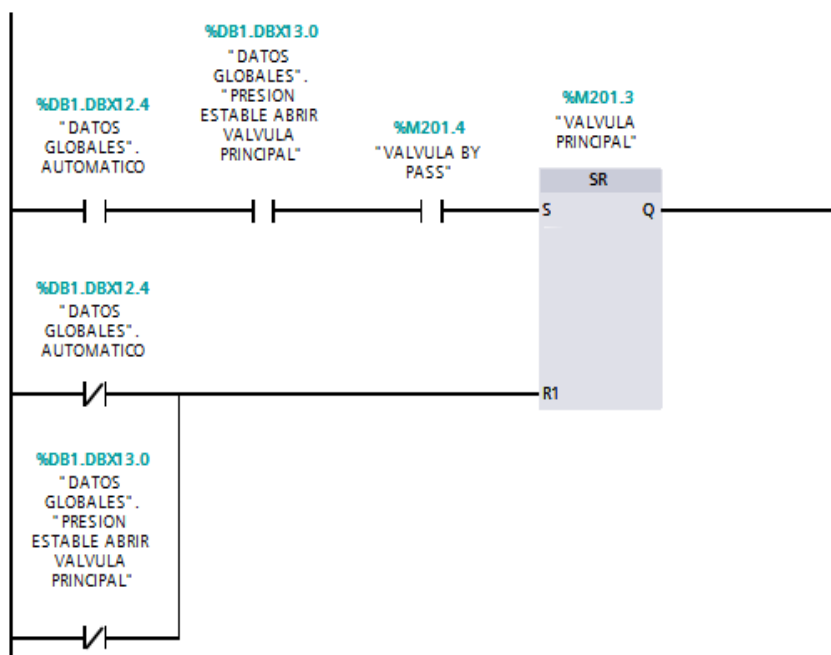 %DB1.DBX13.0
"DATOS
GLOBALES".
"PRESION
ESTABLE ABRIR
VALVULA
PRINCIPAL"
%DB1.DBX12.4
"DATOS
GLOBALES".
AUTOMATICO
%M201.4
"VALVULA BY
PASS"
%M201.3
"VALVULA
PRINCIPAL"
SR
S
Q
%DB1.DBX12.4
"DATOS
GLOBALES".
AUTOMATICO
R1
%DB1.DBX13.0
"DATOS
GLOBALES".
"PRESION
ESTABLE ABRIR
VALVULA
PRINCIPAL"